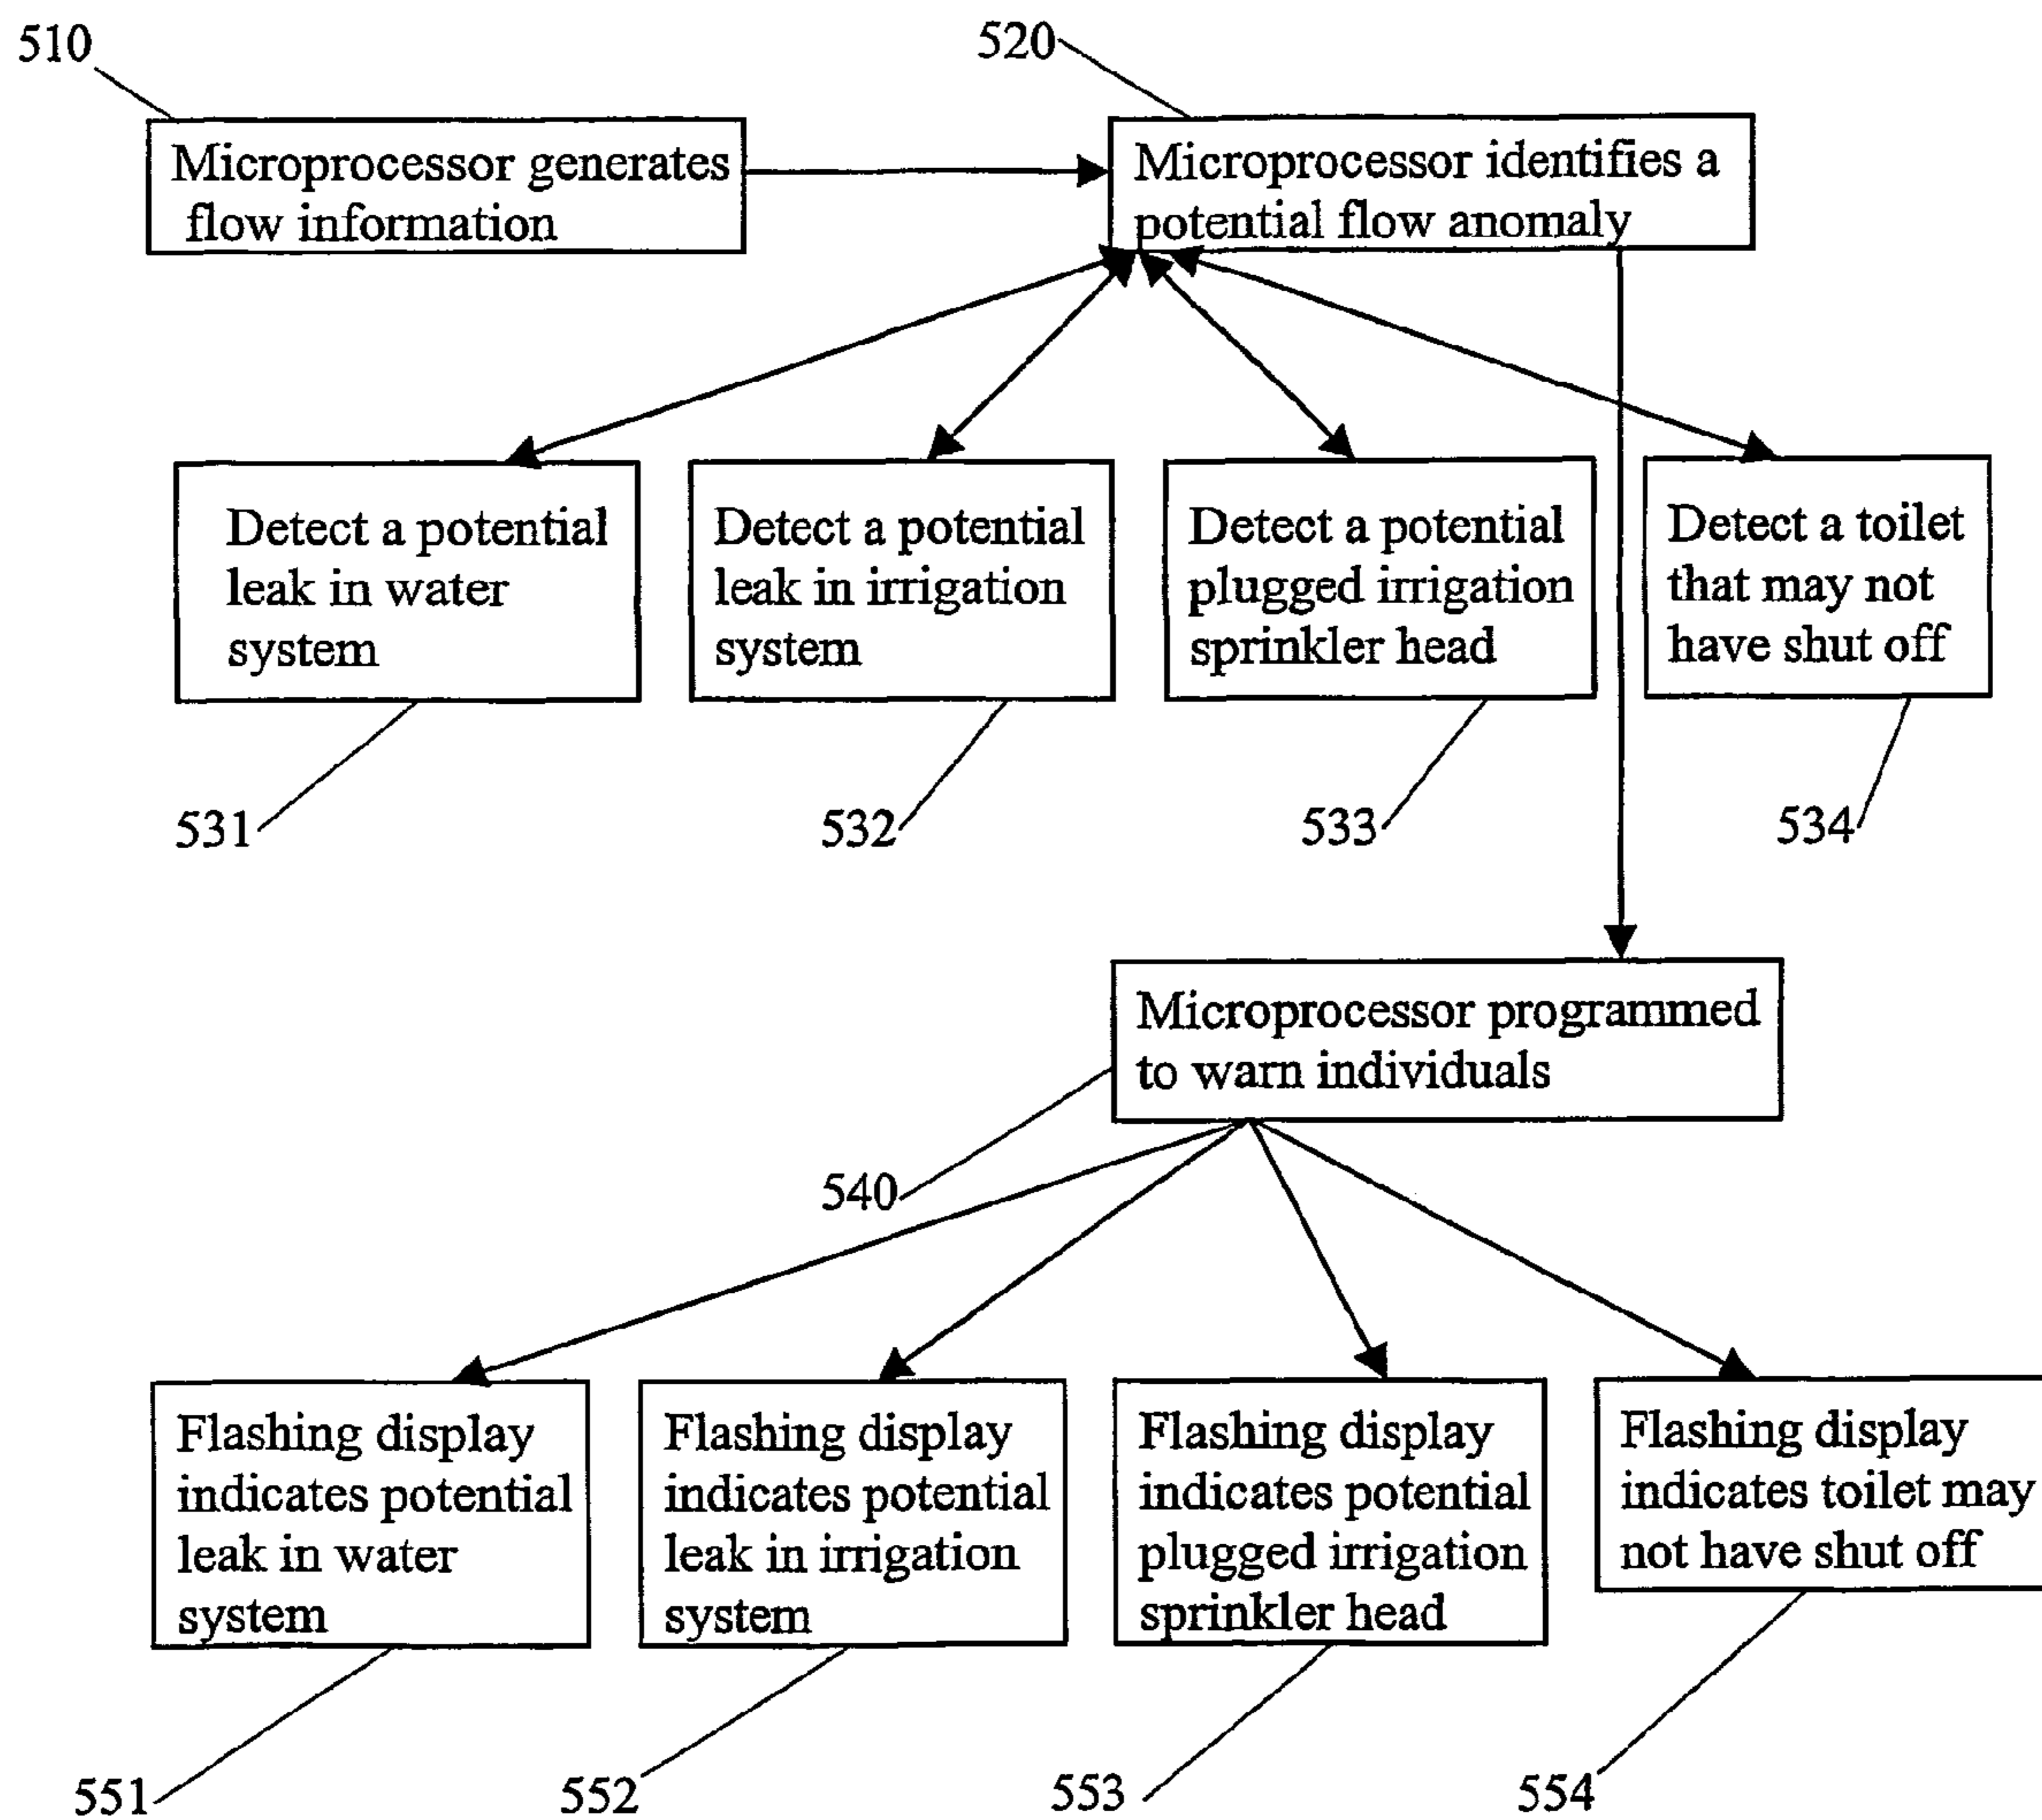 510
520
Microprocessor generates
flow information
Microprocessor identifies a
potential flow anomaly
Detect a potential
leak in water
system
Detect a potential
leak in irrigation
system
Detect a potential
plugged irrigation
sprinkler head
Detect a toilet
that may not
have shut off
531
532
533
534
Microprocessor programmed
to warn individuals
540
Flashing display
indicates potential
leak in water
system
Flashing display
indicates potential
leak in irrigation
system
Flashing display
indicates potential
plugged irrigation
sprinkler head
Flashing display
indicates toilet may
not have shut off
551
552
553
554